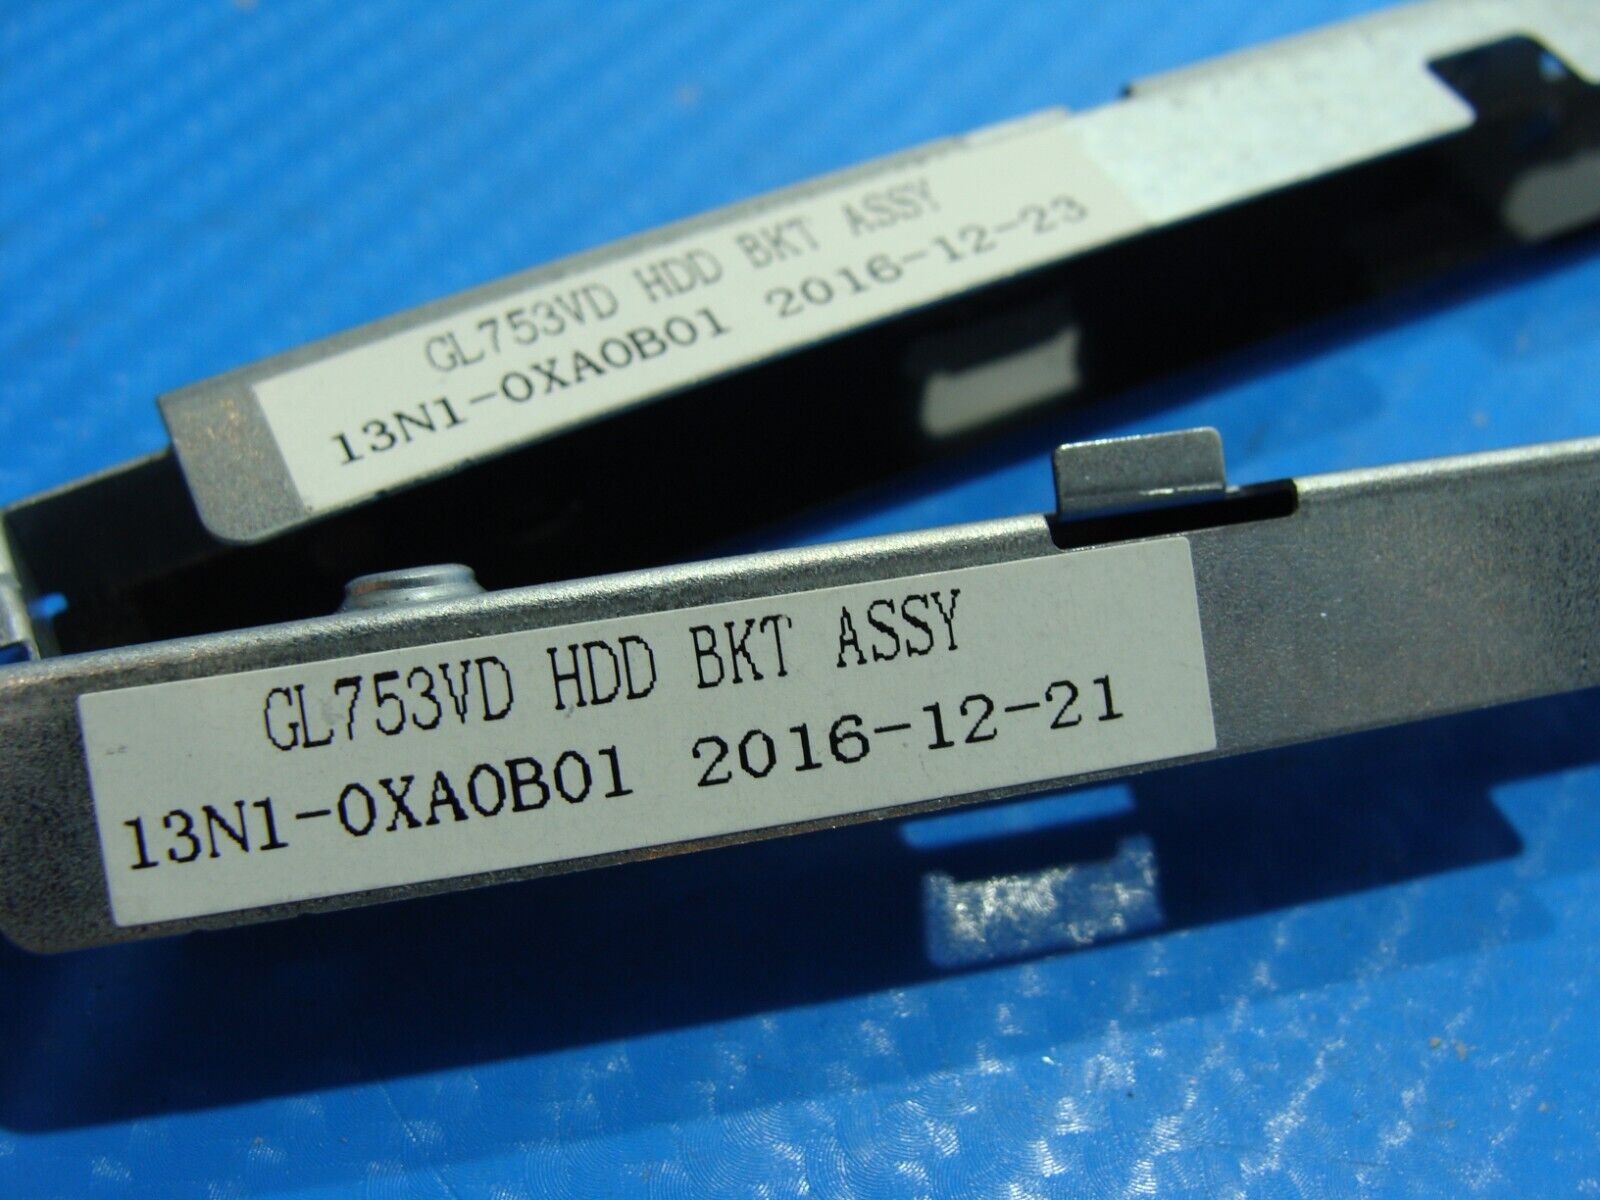 GL753VD HDD BKT ASSY
13N1-0XA0B01 2016-12-23
GL753VD HDD BKT ASSY
13N1-0XA0B01 2016-12-21